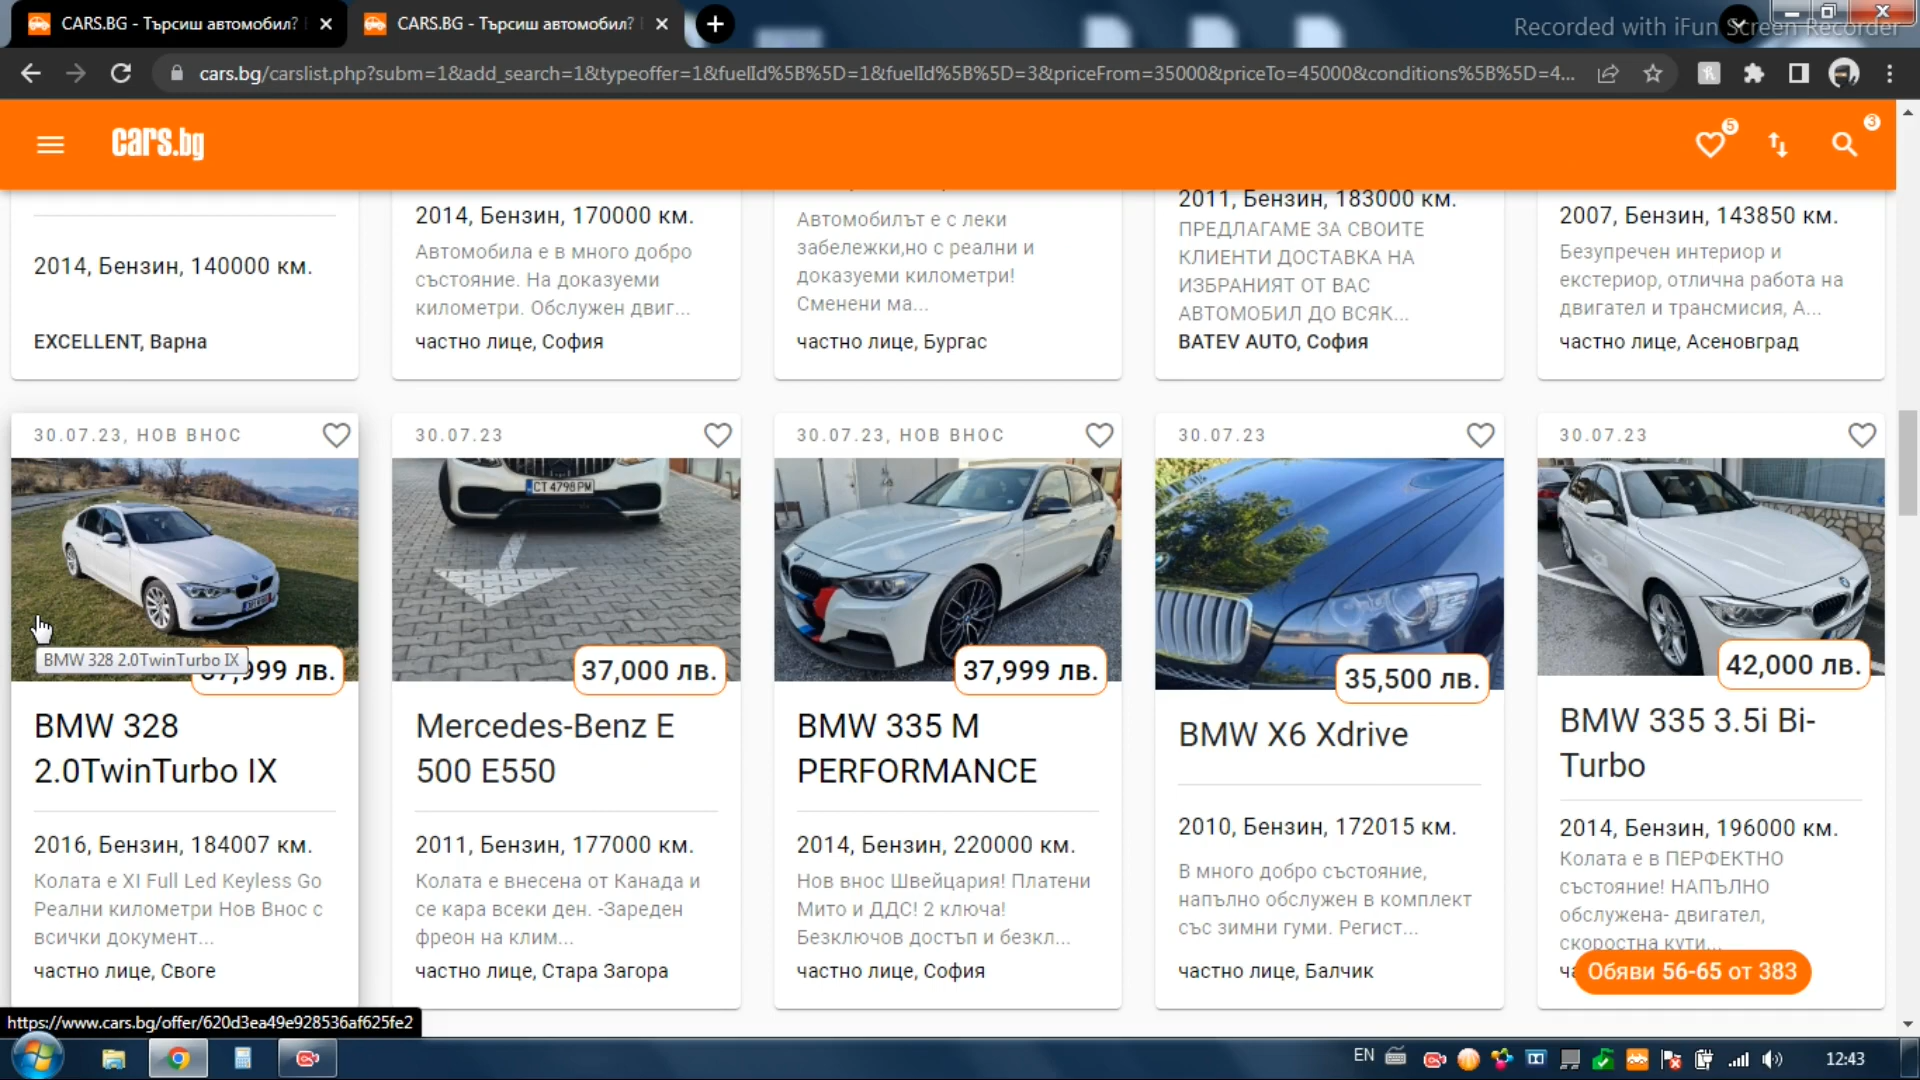 CARS.BG - Търсиш автомобил?
CARS.BG - Търсиш автомобил?
Recorded with iFun Screen Recorder
cars.bg/carslist.php?subm=1&add_search=1&typeoffer=1&fuelId%5B%5D=1&fuelId%5B%5D=3&priceFrom=35000&priceTo=45000&conditions%5B%5D=4...
cars.bg
5
3
2014, Бензин, 140000 км.
EXCELLENT, Варна
2014, Бензин, 170000 км.
Автомобила е в много добро
състояние. На доказуеми
километри. Обслужен двиг...
частно лице, София
Автомобилът е с леки
забележки,но с реални и
доказуеми километри!
Сменени ма...
частно лице, Бургас
2011, Бензин, 183000 км.
ПРЕДЛАГАМЕ ЗА СВОИТЕ
КЛИЕНТИ ДОСТАВКА НА
ИЗБРАНИЯТ ОТ ВАС
АВТОМОБИЛ ДО ВСЯК...
BATEV AUTO, София
2007, Бензин, 143850 км.
Безупречен интериор и
екстериор, отлична работа на
двигател и трансмисия, А...
частно лице, Асеновград
30.07.23, НОВ ВНОС
BMW 328 2.0TwinTurbo IX
37,999 лв.
BMW 328
2.0TwinTurbo IX
2016, Бензин, 184007 км.
Колата е XI Full Led Keyless Go
Реални километри Нов Внос с
всички документ...
частно лице, Своге
30.07.23
CT 4798 PM
37,000 лв.
Mercedes-Benz E
500 E550
2011, Бензин, 177000 км.
Колата е внесена от Канада и
се кара всеки ден. -Зареден
фреон на клим...
частно лице, Стара Загора
30.07.23, НОВ ВНОС
37,999 лв.
BMW 335 M
PERFORMANCE
2014, Бензин, 220000 км.
Нов внос Швейцария! Платени
Мито и ДДС! 2 ключа!
Безключов достъп и безкл...
частно лице, София
30.07.23
35,500 лв.
BMW X6 Xdrive
2010, Бензин, 172015 км.
В много добро състояние,
напълно обслужен в комплект
със зимни гуми. Регист...
частно лице, Балчик
30.07.23
42,000 лв.
BMW 335 3.5i Bi-
Turbo
2014, Бензин, 196000 км.
Колата е в ПЕРФЕКТНО
състояние! НАПЪЛНО
обслужена- двигател,
скоростна кути...
Обяви 56-65 от 383
https://www.cars.bg/offer/620d3ea49e928536af625fe2
EN
12:43